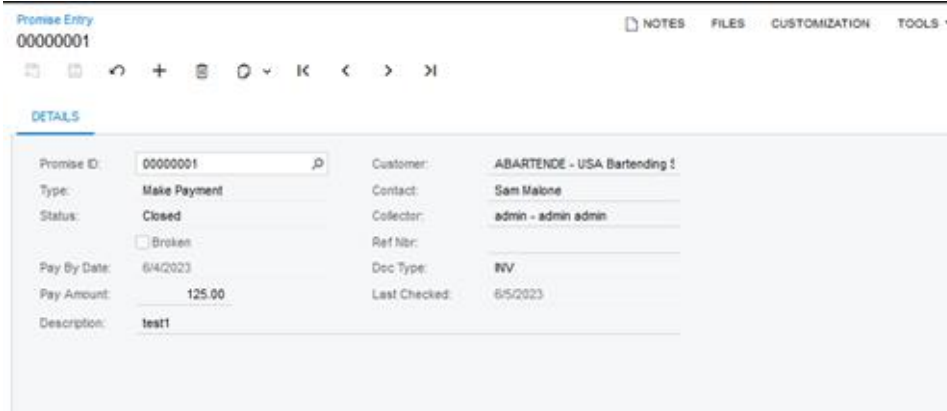 Promise Entry
00000001
NOTES FILES CUSTOMIZATION TOOLS
DETAILS
Promise ID: 00000001 Customer: ABARTENDE - USA Bartending S
Type: Make Payment Contact: Sam Malone
Status: Closed Collector: admin - admin admin
Broken Ref Nbr:
Pay By Date: 6/4/2023 Doc Type: INV
Pay Amount: 125.00 Last Checked: 6/5/2023
Description: test1